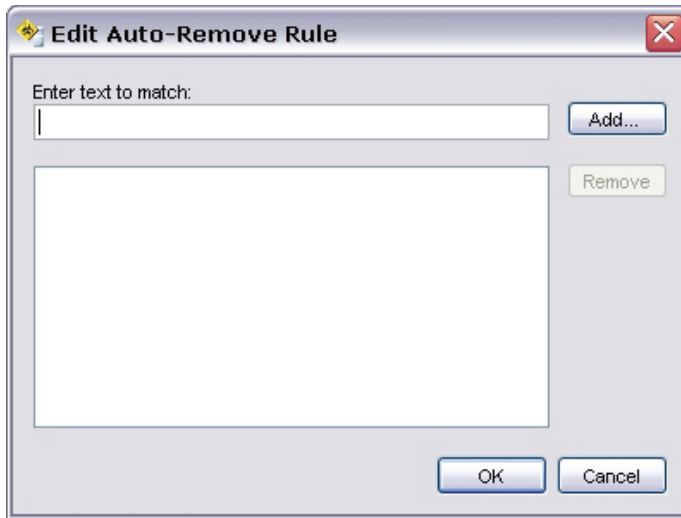 Edit Auto-Remove Rule
Enter text to match:
Add...
Remove
OK
Cancel